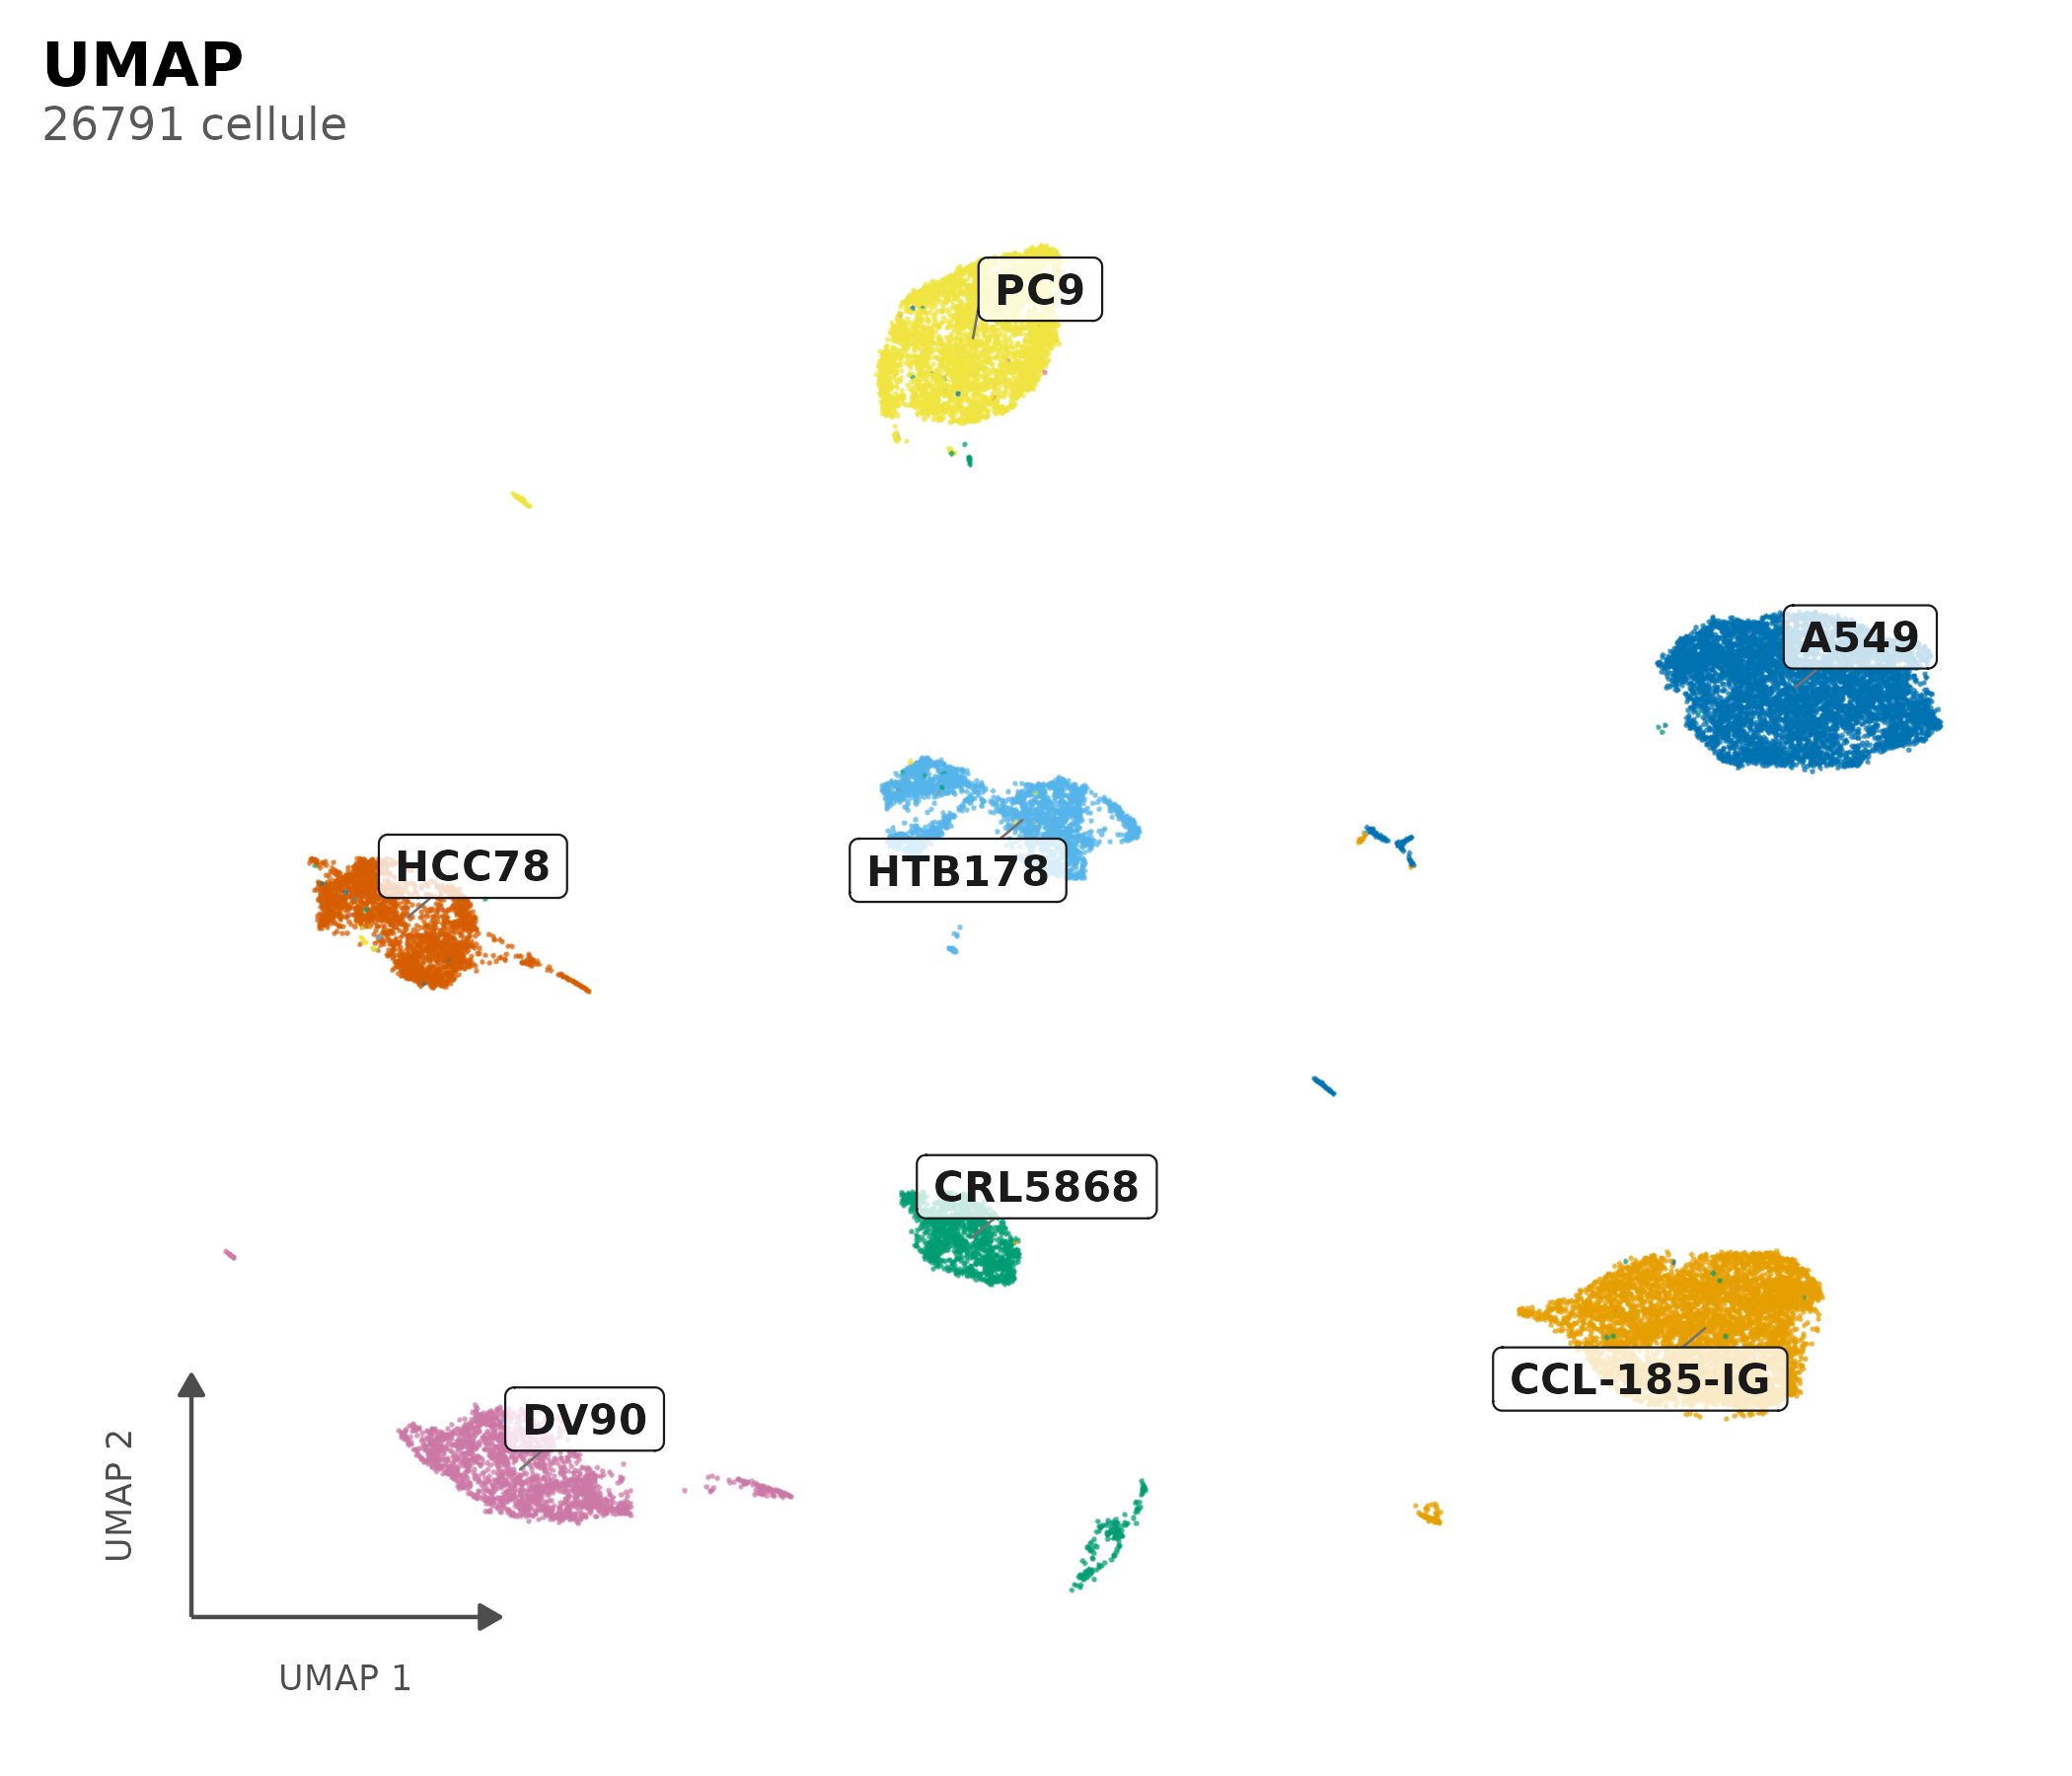 UMAP
26791 cellule
PC9
A549
HCC78
HTB178
CRL5868
CCL-185-IG
DV90
UMAP 2
UMAP 1